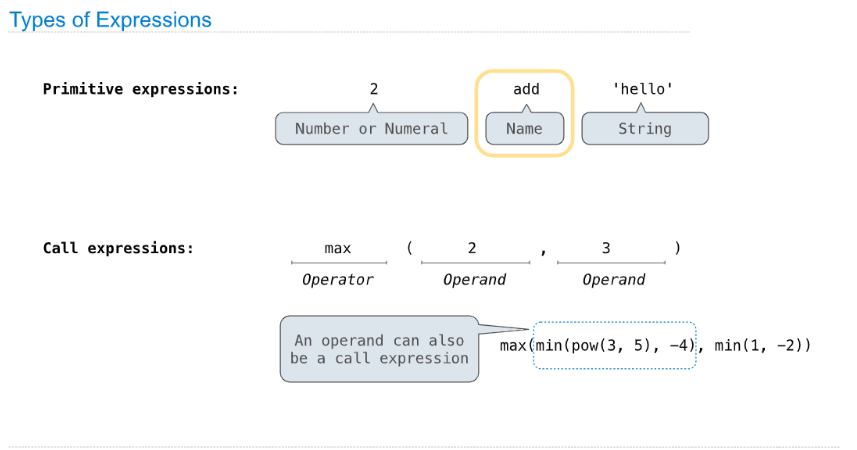 Types of Expressions
Primitive expressions: 2 add 'hello'
Number or Numeral Name String
Call expressions: max ( 2 , 3 )
Operator Operand Operand
An operand can also
be a call expression
max(min(pow(3, 5), -4), min(1, -2))